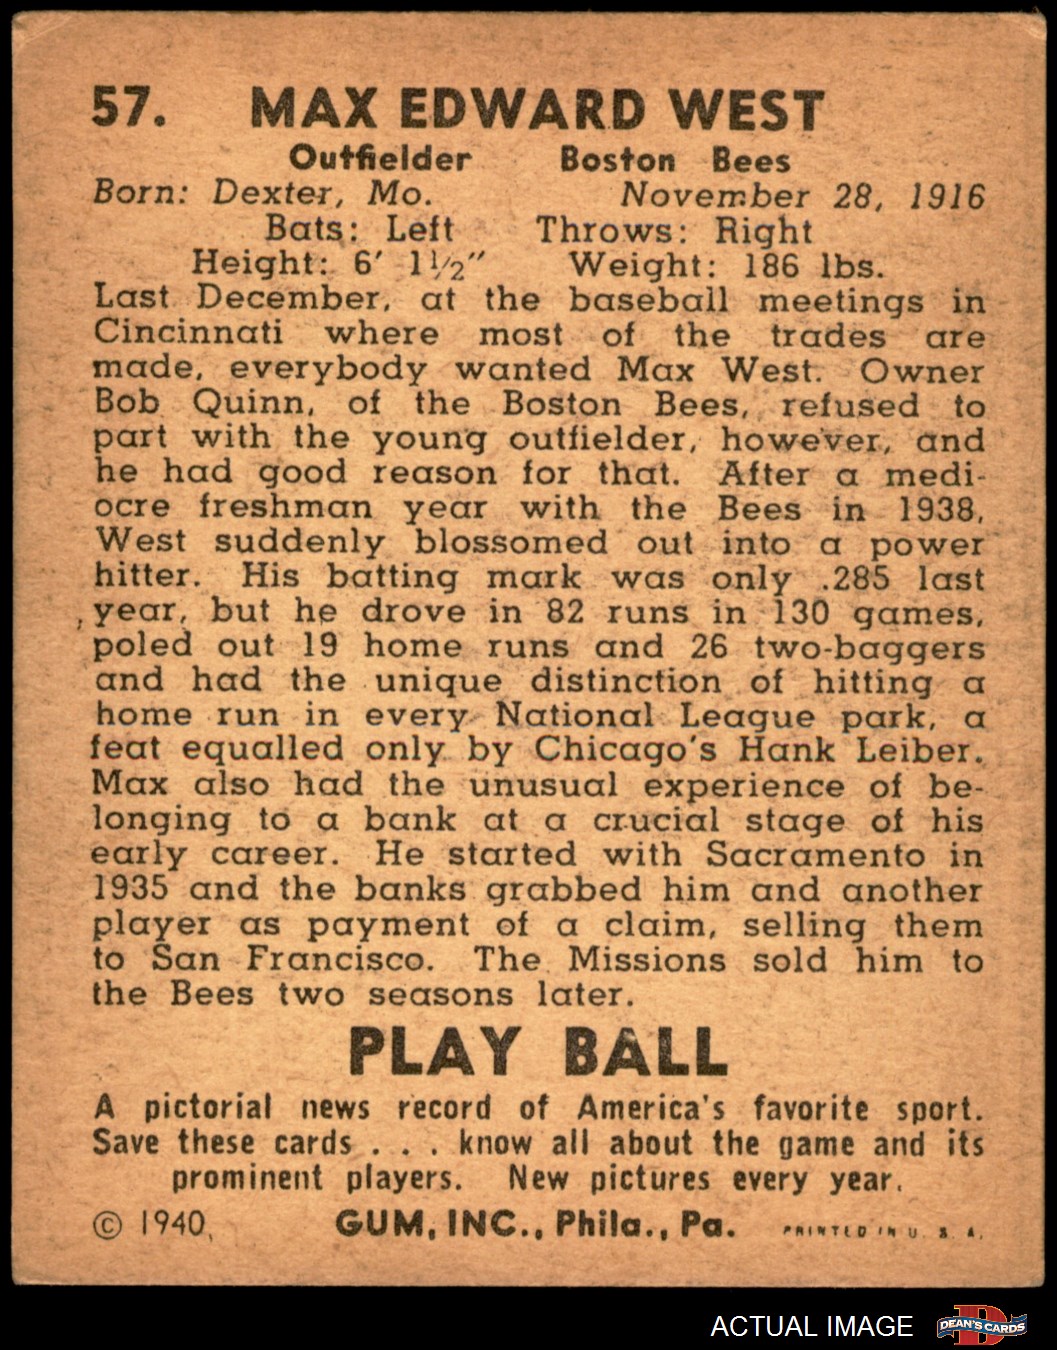 57. MAX EDWARD WEST
Outfielder Boston Bees
Born: Dexter, Mo. November 28, 1916
Bats: Left Throws: Right
Height: 6' 1½" Weight: 186 lbs.
Last December, at the baseball meetings in
Cincinnati where most of the trades are
made, everybody wanted Max West. Owner
Bob Quinn, of the Boston Bees, refused to
part with the young outfielder, however, and
he had good reason for that. After a medi-
ocre freshman year with the Bees in 1938,
West suddenly blossomed out into a power
hitter. His batting mark was only .285 last
year, but he drove in 82 runs in 130 games,
poled out 19 home runs and 26 two-baggers
and had the unique distinction of hitting a
home run in every National League park, a
feat equalled only by Chicago's Hank Leiber.
Max also had the unusual experience of be-
longing to a bank at a crucial stage of his
early career. He started with Sacramento in
1935 and the banks grabbed him and another
player as payment of a claim, selling them
to San Francisco. The Missions sold him to
the Bees two seasons later.
PLAY BALL
A pictorial news record of America's favorite sport.
Save these cards . . . know all about the game and its
prominent players. New pictures every year.
© 1940, GUM, INC., Phila., Pa. PRINTED IN U. S. A.
ACTUAL IMAGE D DEAN'S CARDS